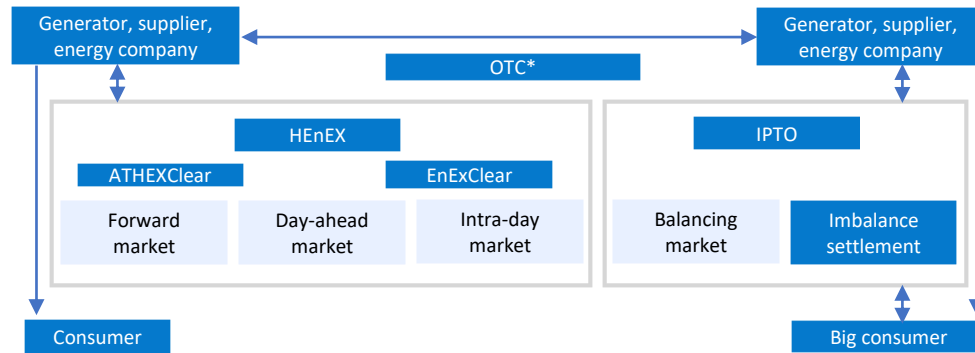 Generator, supplier,
energy company
Generator, supplier,
energy company
OTC*
HEnEX
IPTO
ATHEXClear
EnExClear
Forward
market
Day-ahead
market
Intra-day
market
Balancing
market
Imbalance
settlement
Consumer
Big consumer